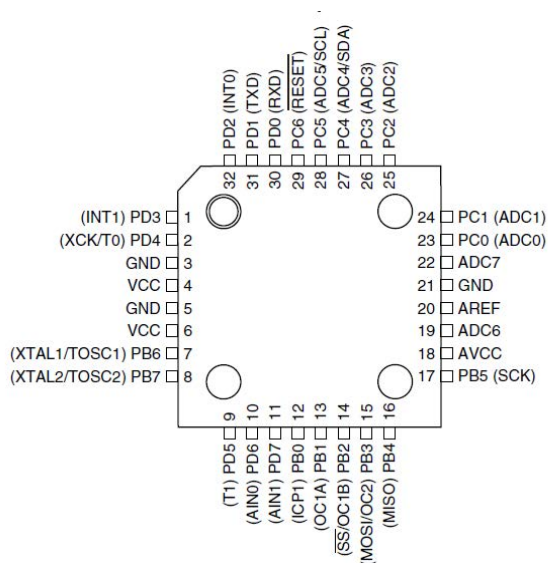 PD2 (INT0)
PD1 (TXD)
PD0 (RXD)
PC6 (RESET)
PC5 (ADC5/SCL)
PC4 (ADC4/SDA)
PC3 (ADC3)
PC2 (ADC2)
32
31
30
29
28
27
26
25
(INT1) PD3 1
(XCK/T0) PD4 2
GND 3
VCC 4
GND 5
VCC 6
(XTAL1/TOSC1) PB6 7
(XTAL2/TOSC2) PB7 8
24 PC1 (ADC1)
23 PC0 (ADC0)
22 ADC7
21 GND
20 AREF
19 ADC6
18 AVCC
17 PB5 (SCK)
9
10
11
12
13
14
15
16
(T1) PD5
(AIN0) PD6
(AIN1) PD7
(ICP1) PB0
(OC1A) PB1
(SS/OC1B) PB2
(MOSI/OC2) PB3
(MISO) PB4